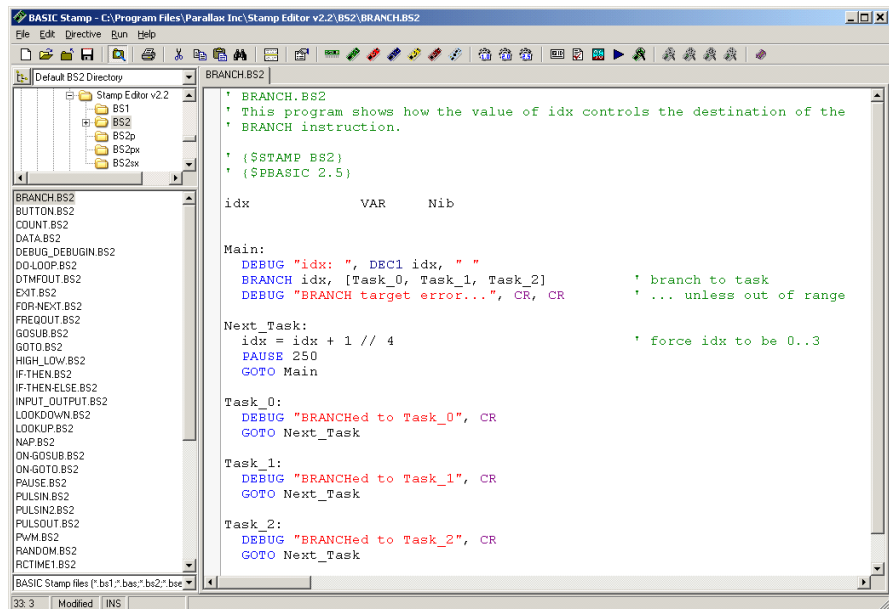 BASIC Stamp - C:\Program Files\Parallax Inc\Stamp Editor v2.2\BS2\BRANCH.BS2
File Edit Directive Run Help
Default BS2 Directory
Stamp Editor v2.2
BS1
BS2
BS2p
BS2px
BS2sx
BRANCH.BS2
BUTTON.BS2
COUNT.BS2
DATA.BS2
DEBUG_DEBUGIN.BS2
DO-LOOP.BS2
DTMFOUT.BS2
EXIT.BS2
FOR-NEXT.BS2
FREQOUT.BS2
GOSUB.BS2
GOTO.BS2
HIGH_LOW.BS2
IF-THEN.BS2
IF-THEN-ELSE.BS2
INPUT_OUTPUT.BS2
LOOKDOWN.BS2
LOOKUP.BS2
NAP.BS2
ON-GOSUB.BS2
ON-GOTO.BS2
PAUSE.BS2
PULSIN.BS2
PULSIN2.BS2
PULSOUT.BS2
PWM.BS2
RANDOM.BS2
RCTIME1.BS2
BASIC Stamp files (*.bs1;*.bas;*.bs2;*.bse
BRANCH.BS2
' BRANCH.BS2
' This program shows how the value of idx controls the destination of the
' BRANCH instruction.
' {$STAMP BS2}
' {$PBASIC 2.5}
idx VAR Nib
Main:
DEBUG "idx: ", DEC1 idx, " "
BRANCH idx, [Task_0, Task_1, Task_2] ' branch to task
DEBUG "BRANCH target error...", CR, CR ' ... unless out of range
Next_Task:
idx = idx + 1 // 4 ' force idx to be 0..3
PAUSE 250
GOTO Main
Task_0:
DEBUG "BRANCHed to Task_0", CR
GOTO Next_Task
Task_1:
DEBUG "BRANCHed to Task_1", CR
GOTO Next_Task
Task_2:
DEBUG "BRANCHed to Task_2", CR
GOTO Next_Task
33: 3 Modified INS